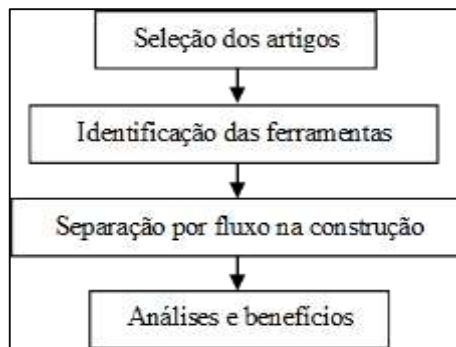 Seleção dos artigos
Identificação das ferramentas
Separação por fluxo na construção
Análises e benefícios